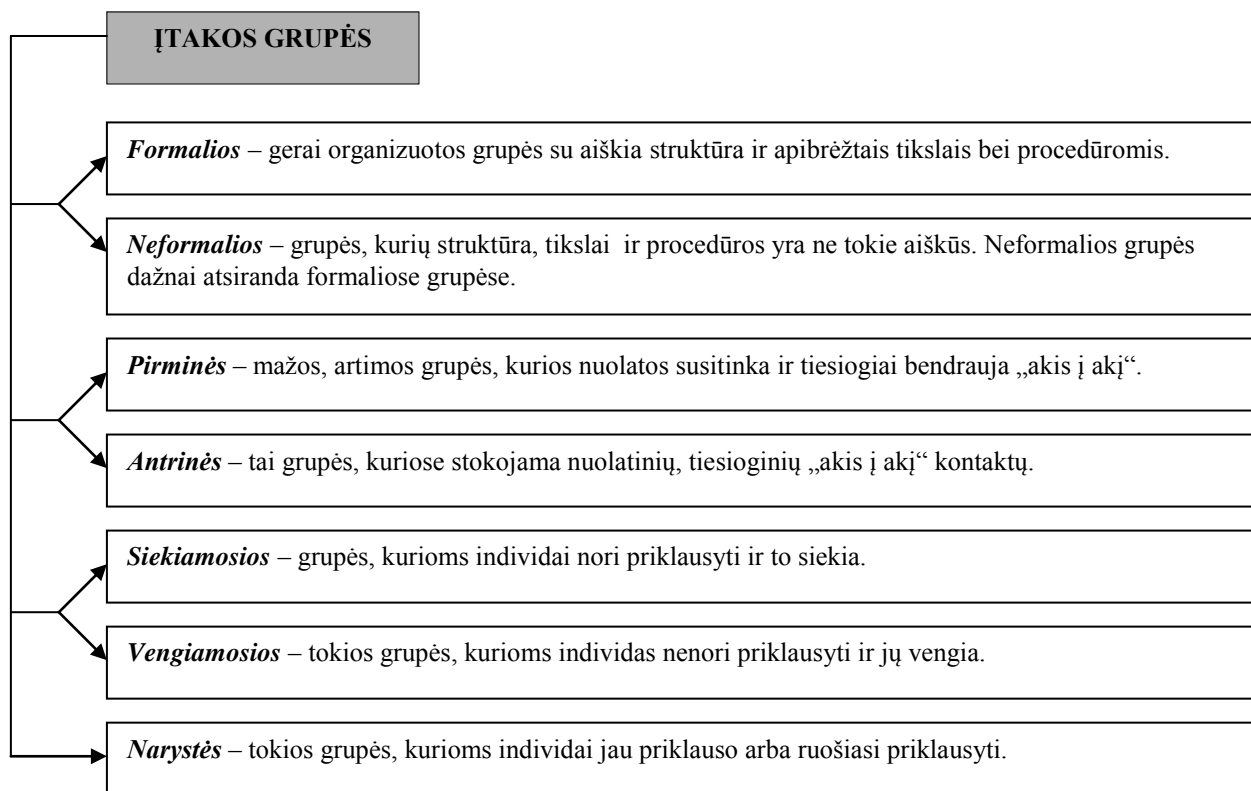 ĮTAKOS GRUPĖS
Formalios – gerai organizuotos grupės su aiškia struktūra ir apibrėžtais tikslais bei procedūromis.
Neformalios – grupės, kurių struktūra, tikslai ir procedūros yra ne tokie aiškūs. Neformalios grupės
dažnai atsiranda formaliose grupėse.
Pirminės – mažos, artimos grupės, kurios nuolatos susitinka ir tiesiogiai bendrauja „akis į akį“.
Antrinės – tai grupės, kuriose stokojama nuolatinių, tiesioginių „akis į akį“ kontaktų.
Siekiamosios – grupės, kurioms individai nori priklausyti ir to siekia.
Vengiamosios – tokios grupės, kurioms individas nenori priklausyti ir jų vengia.
Narystės – tokios grupės, kurioms individai jau priklauso arba ruošiasi priklausyti.